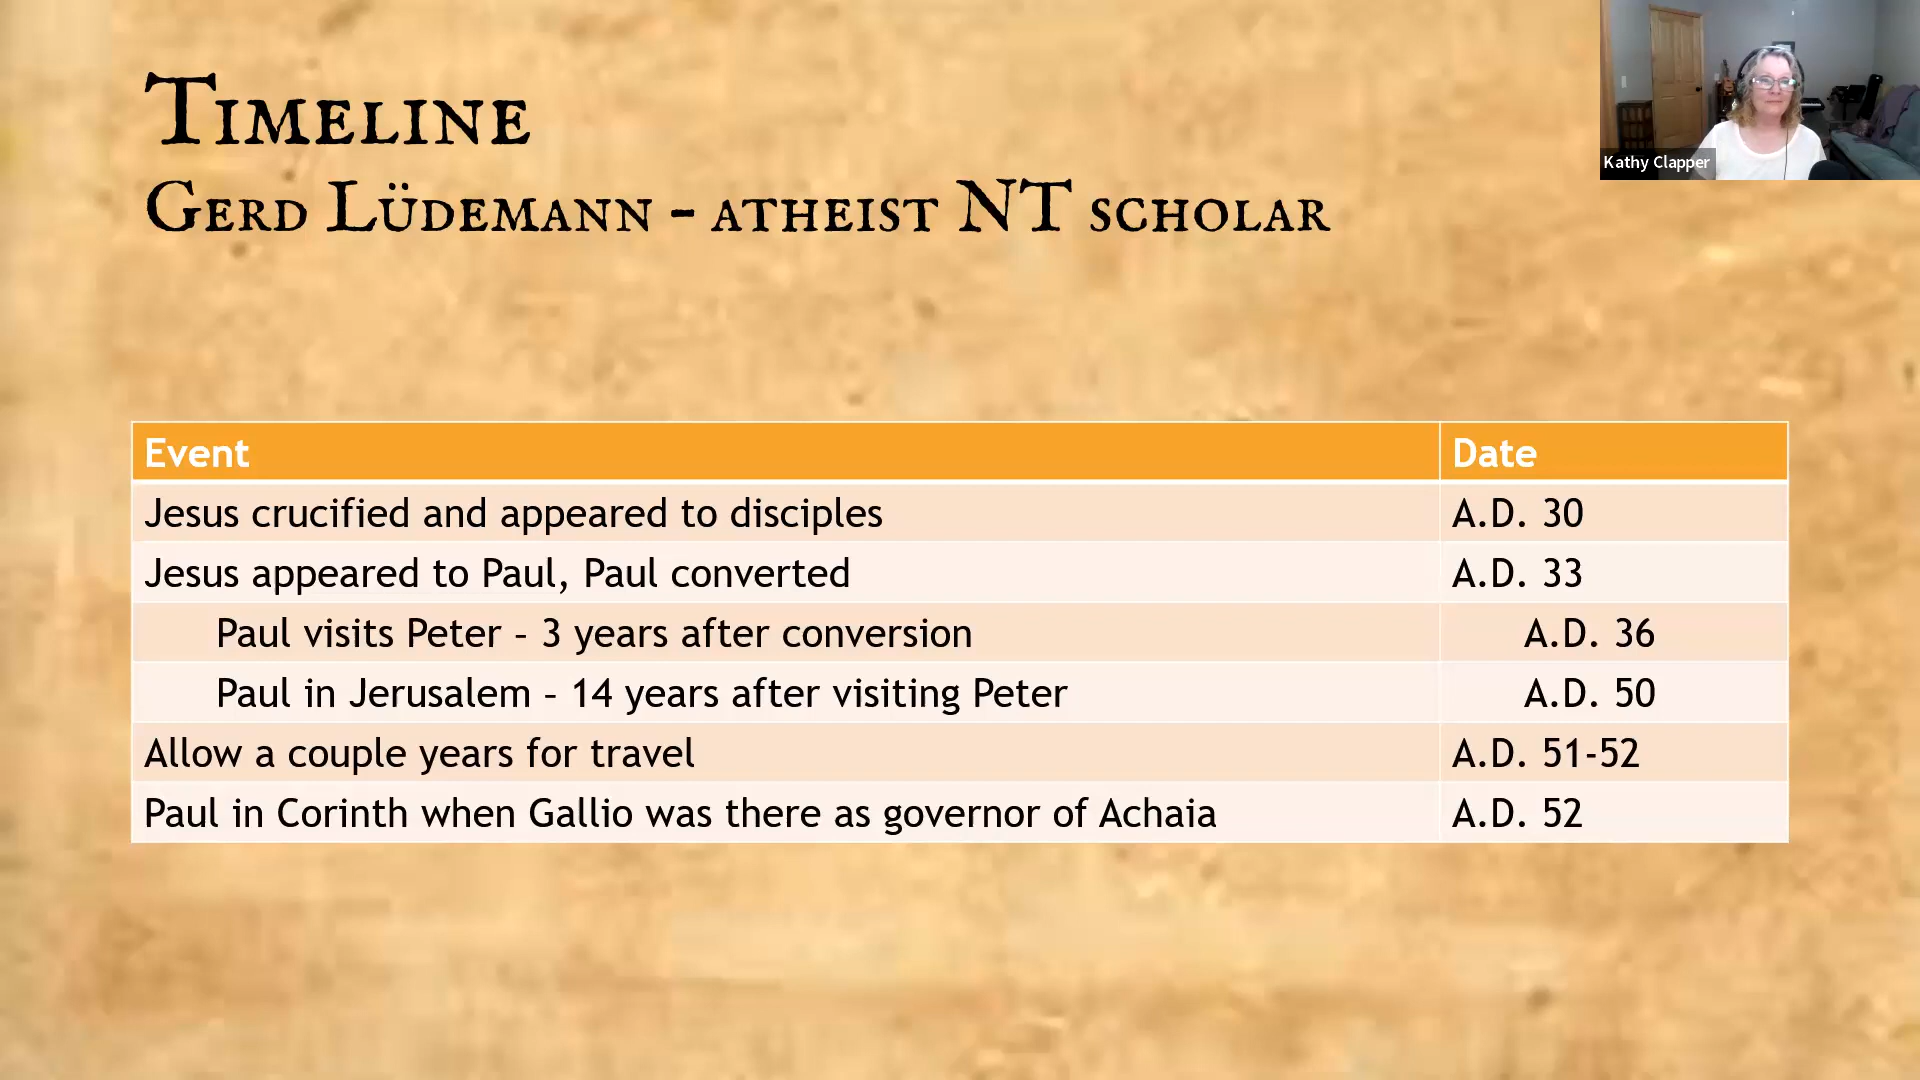 Timeline
Gerd Lüdemann - atheist NT scholar
Kathy Clapper
Event Date
Jesus crucified and appeared to disciples A.D. 30
Jesus appeared to Paul, Paul converted A.D. 33
Paul visits Peter – 3 years after conversion A.D. 36
Paul in Jerusalem – 14 years after visiting Peter A.D. 50
Allow a couple years for travel A.D. 51-52
Paul in Corinth when Gallio was there as governor of Achaia A.D. 52